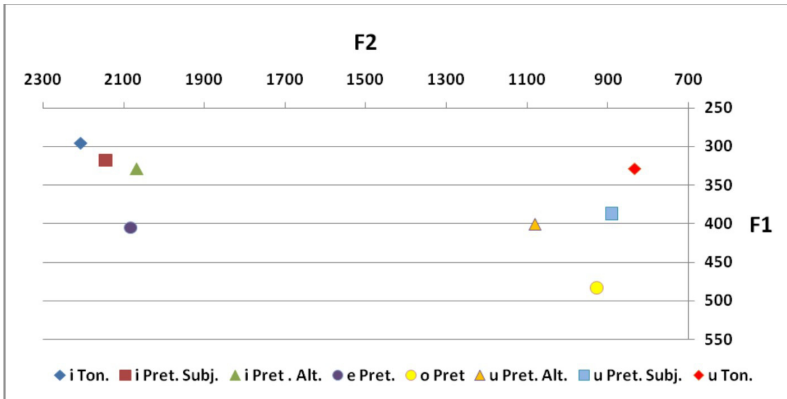 F2
2300 2100 1900 1700 1500 1300 1100 900 700
250
300
350
400
F1
450
500
550
i Ton. i Pret. Subj. i Pret . Alt. e Pret. o Pret u Pret. Alt. u Pret. Subj. u Ton.